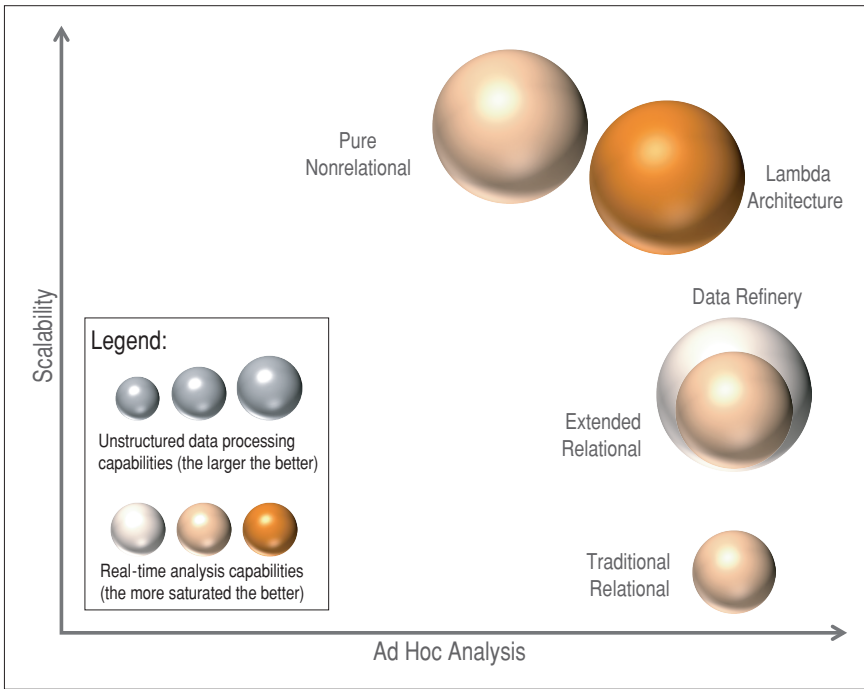 Scalability
Pure
Nonrelational
Lambda
Architecture
Data Refinery
Extended
Relational
Traditional
Relational
Legend:
Unstructured data processing
capabilities (the larger the better)
Real-time analysis capabilities
(the more saturated the better)
Ad Hoc Analysis